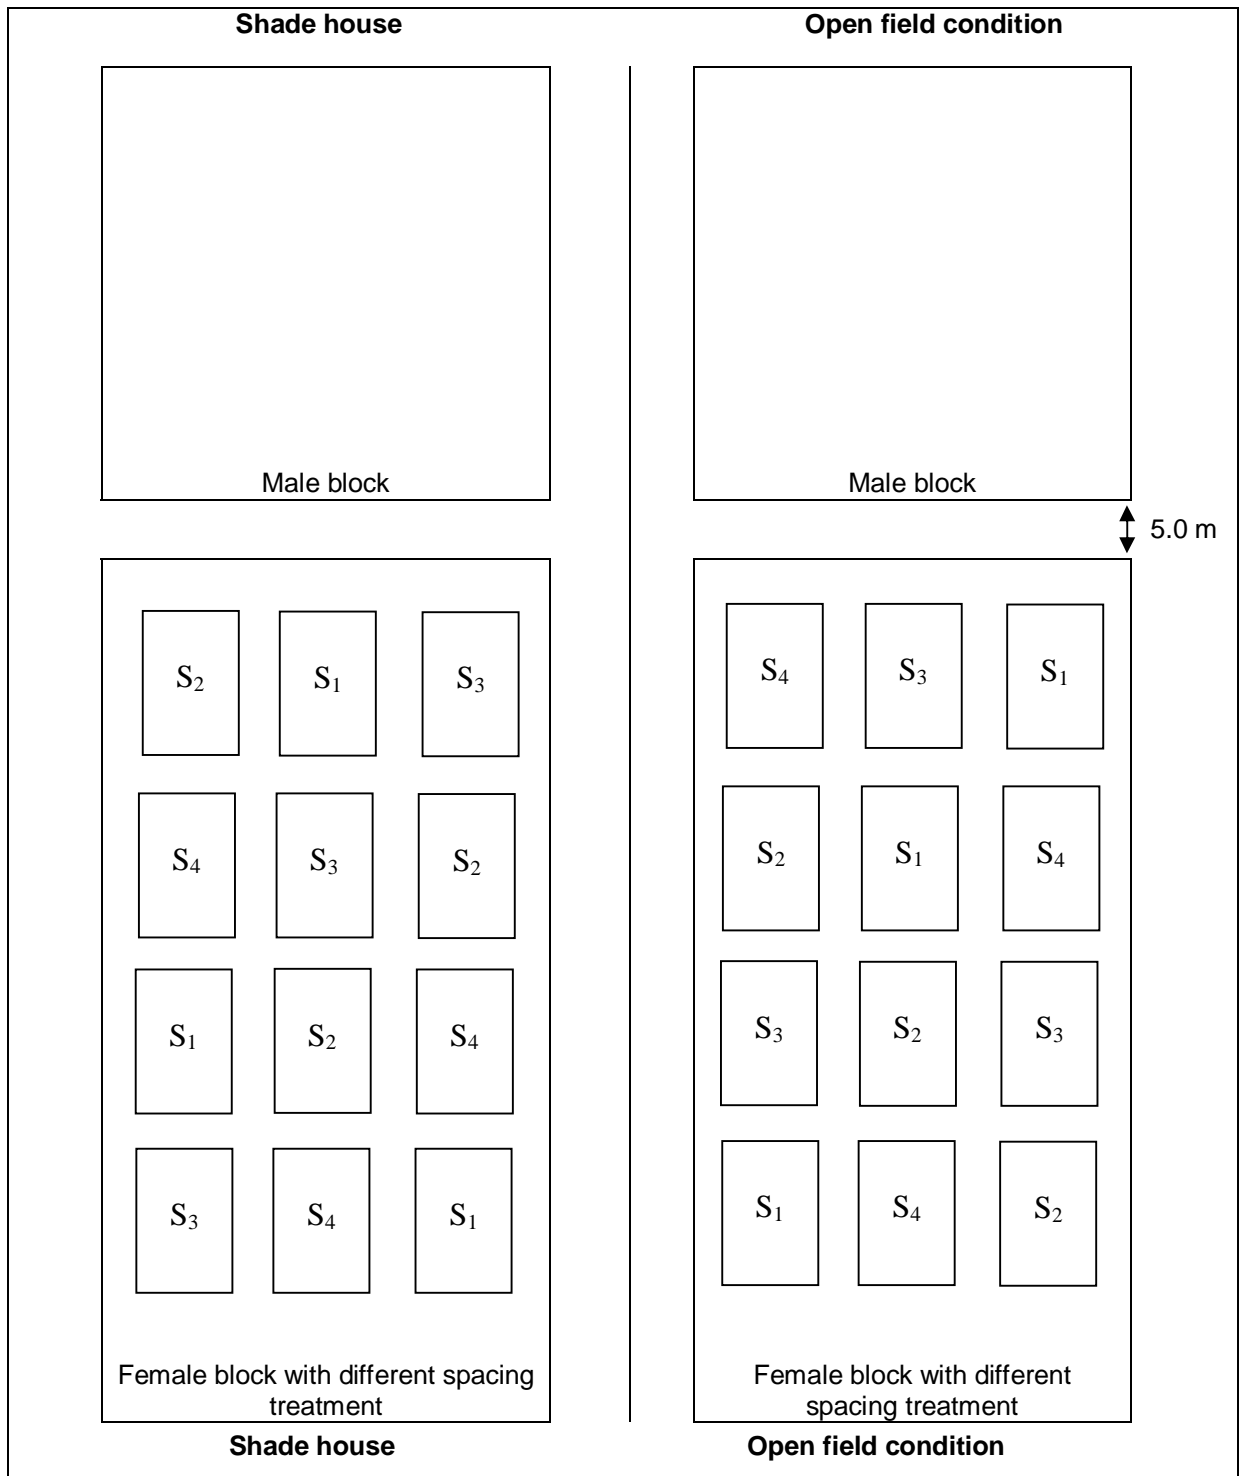 Shade house Open field condition
Male block Male block
5.0 m
S₂ S₁ S₃ S₄ S₃ S₁
S₄ S₃ S₂ S₂ S₁ S₄
S₁ S₂ S₄ S₃ S₂ S₃
S₃ S₄ S₁ S₁ S₄ S₂
Female block with different spacing
treatment
Female block with different
spacing treatment
Shade house Open field condition